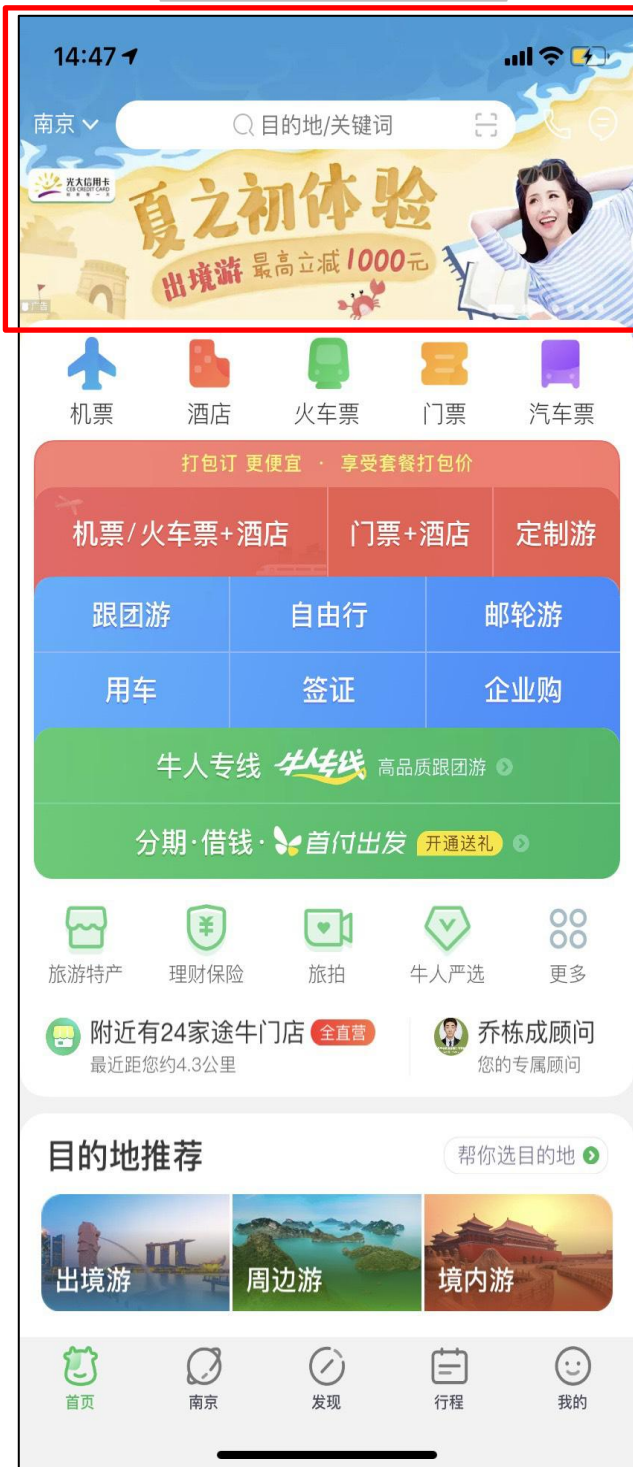 14:47
南京
目的地/关键词
光大信用卡
CEB CREDIT CARD
夏之初体验
出境游 最高立减1000元
广告
机票 酒店 火车票 门票 汽车票
打包订 更便宜 · 享受套餐打包价
机票/火车票+酒店 门票+酒店 定制游
跟团游 自由行 邮轮游
用车 签证 企业购
牛人专线 牛人专线 高品质跟团游
分期·借钱· 首付出发 开通送礼
旅游特产 理财保险 旅拍 牛人严选 更多
附近有24家途牛门店 全直营 乔栋成顾问
最近距您约4.3公里 您的专属顾问
目的地推荐 帮你选目的地
出境游 周边游 境内游
首页 南京 发现 行程 我的